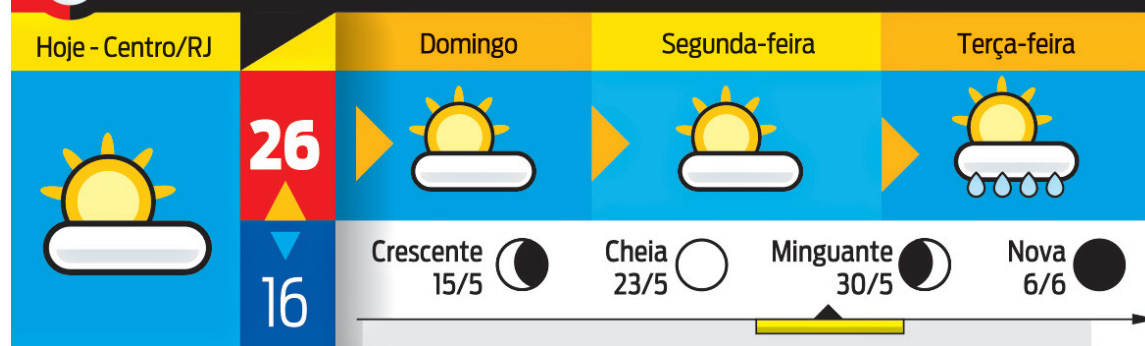 Hoje - Centro/RJ
Domingo
Segunda-feira
Terça-feira
26
16
Crescente
15/5
Cheia
23/5
Minguante
30/5
Nova
6/6